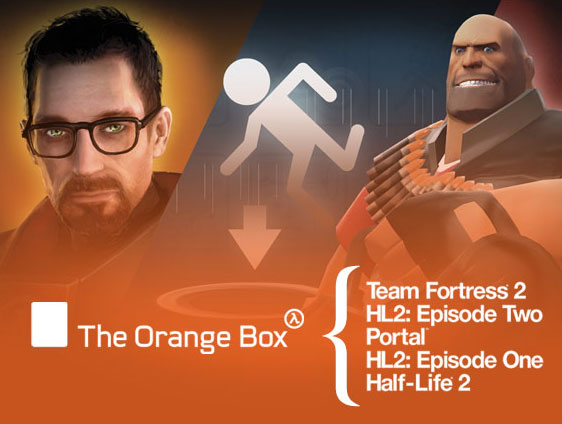 The Orange Box λ
Team Fortress 2
HL2: Episode Two
Portal
HL2: Episode One
Half-Life 2